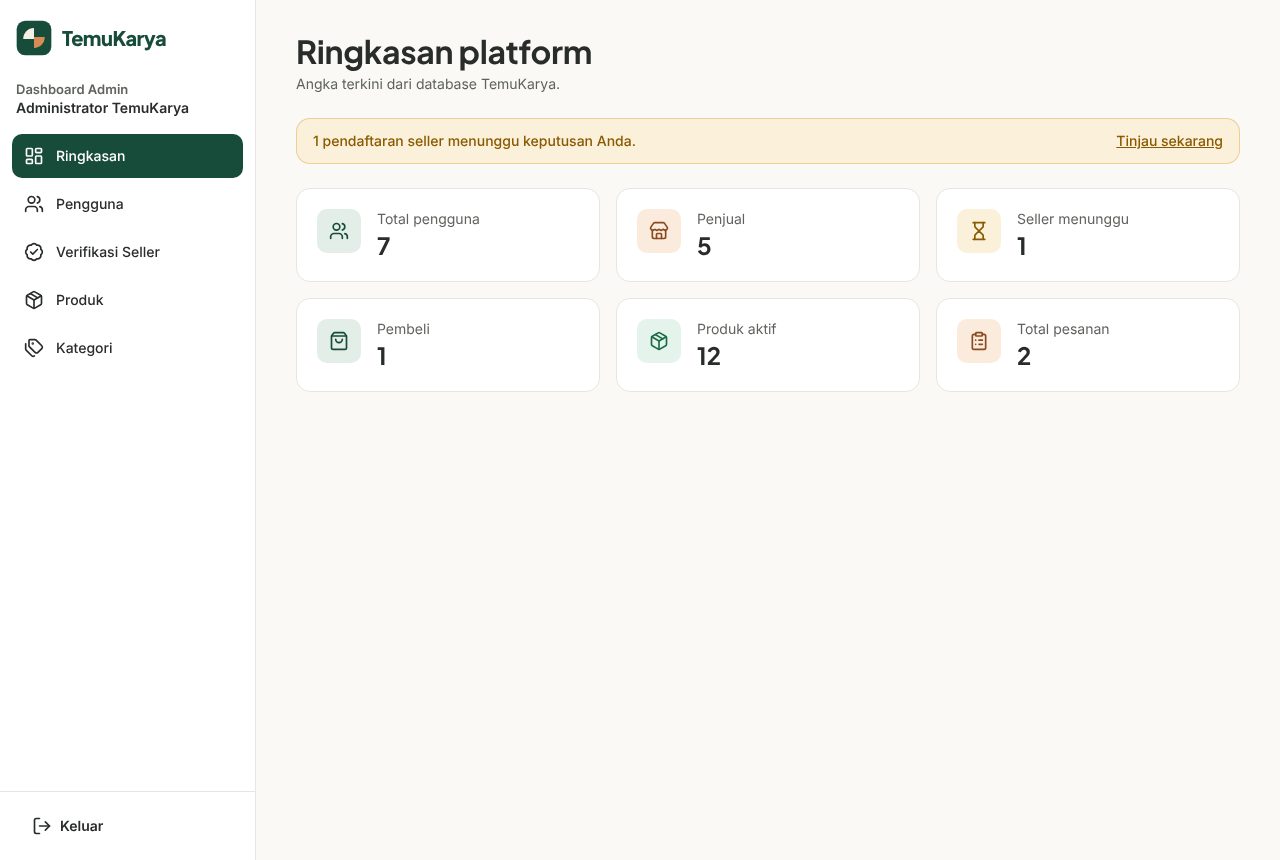 TemuKarya
Dashboard Admin
Administrator TemuKarya
Ringkasan
Pengguna
Verifikasi Seller
Produk
Kategori
Keluar
Ringkasan platform
Angka terkini dari database TemuKarya.
1 pendaftaran seller menunggu keputusan Anda.
Tinjau sekarang
Total pengguna
7
Penjual
5
Seller menunggu
1
Pembeli
1
Produk aktif
12
Total pesanan
2